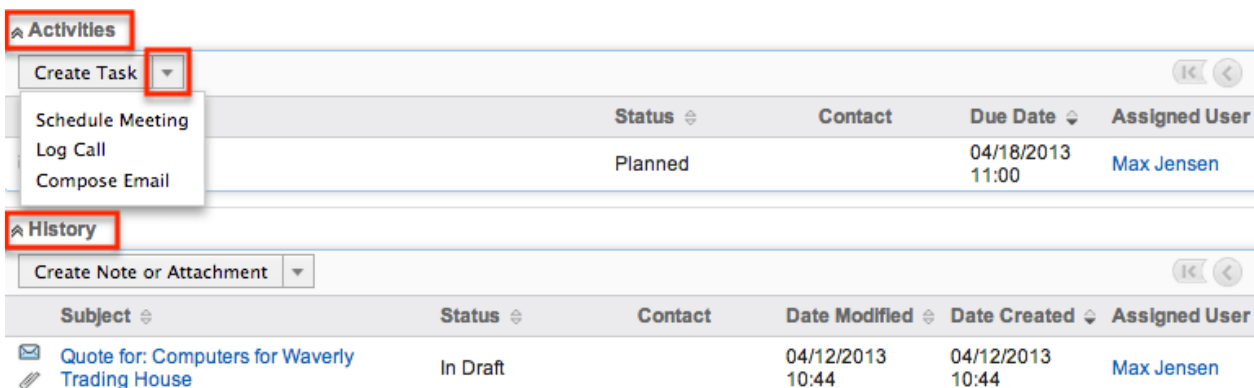 Activities
Create Task
Schedule Meeting
Log Call
Compose Email
Status Contact Due Date Assigned User
Planned 04/18/2013 11:00 Max Jensen
History
Create Note or Attachment
Subject Status Contact Date Modified Date Created Assigned User
Quote for: Computers for Waverly Trading House In Draft 04/12/2013 10:44 04/12/2013 10:44 Max Jensen